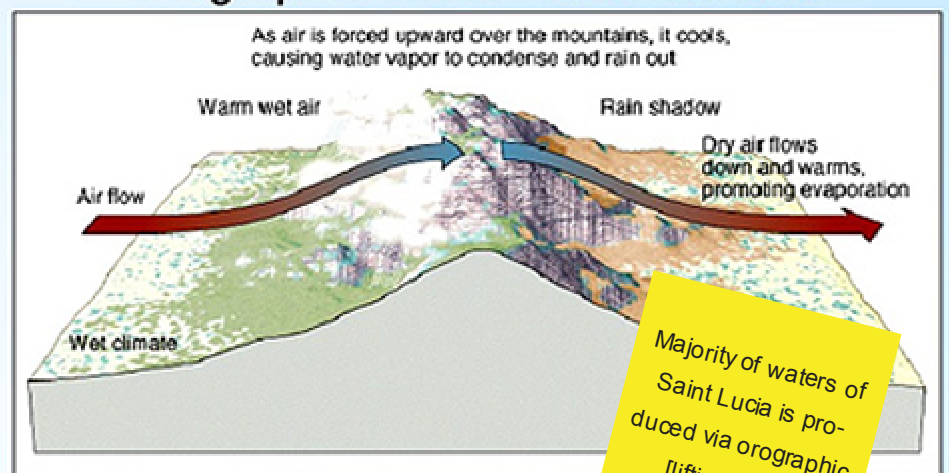 As air is forced upward over the mountains, it cools,
causing water vapor to condense and rain out
Warm wet air
Rain shadow
Dry air flows
down and warms,
promoting evaporation
Air flow
Wet climate
Majority of waters of
Saint Lucia is pro-
duced via orographic